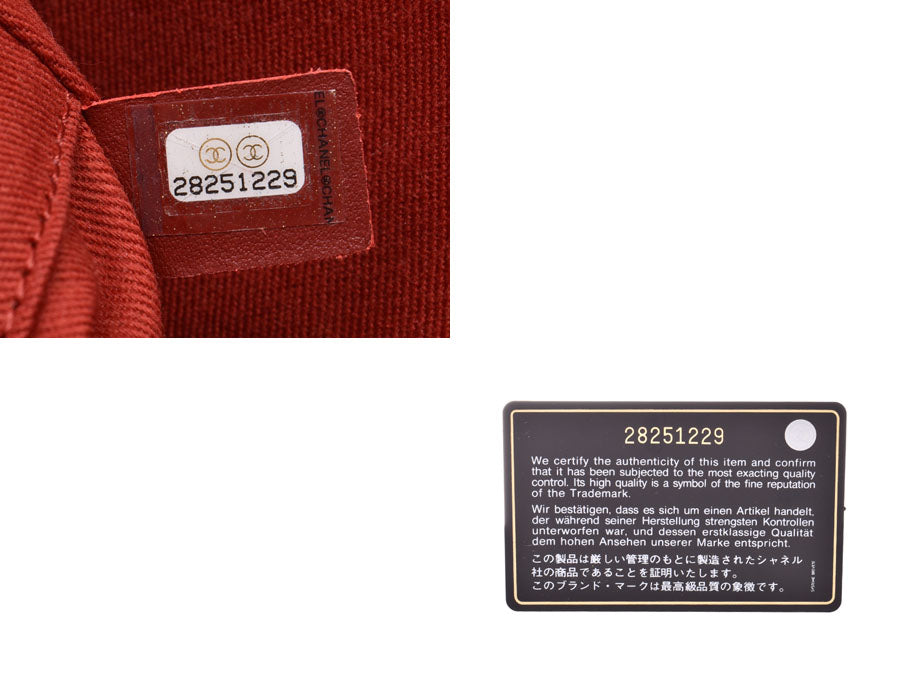 EL©CHANEL©CHAN
28251229
28251229
We certify the authenticity of this item and confirm
that it has been subjected to the most exacting quality
control. Its high quality is a symbol of the fine reputation
of the Trademark.
Wir bestätigen, dass es sich um einen Artikel handelt,
der während seiner Herstellung strengsten Kontrollen
unterworfen war, und dessen erstklassige Qualität
dem hohen Ansehen unserer Marke entspricht.
この製品は厳しい管理のもとに製造されたシャネル
社の商品であることを証明いたします。
このブランド・マークは最高級品質の象徴です。